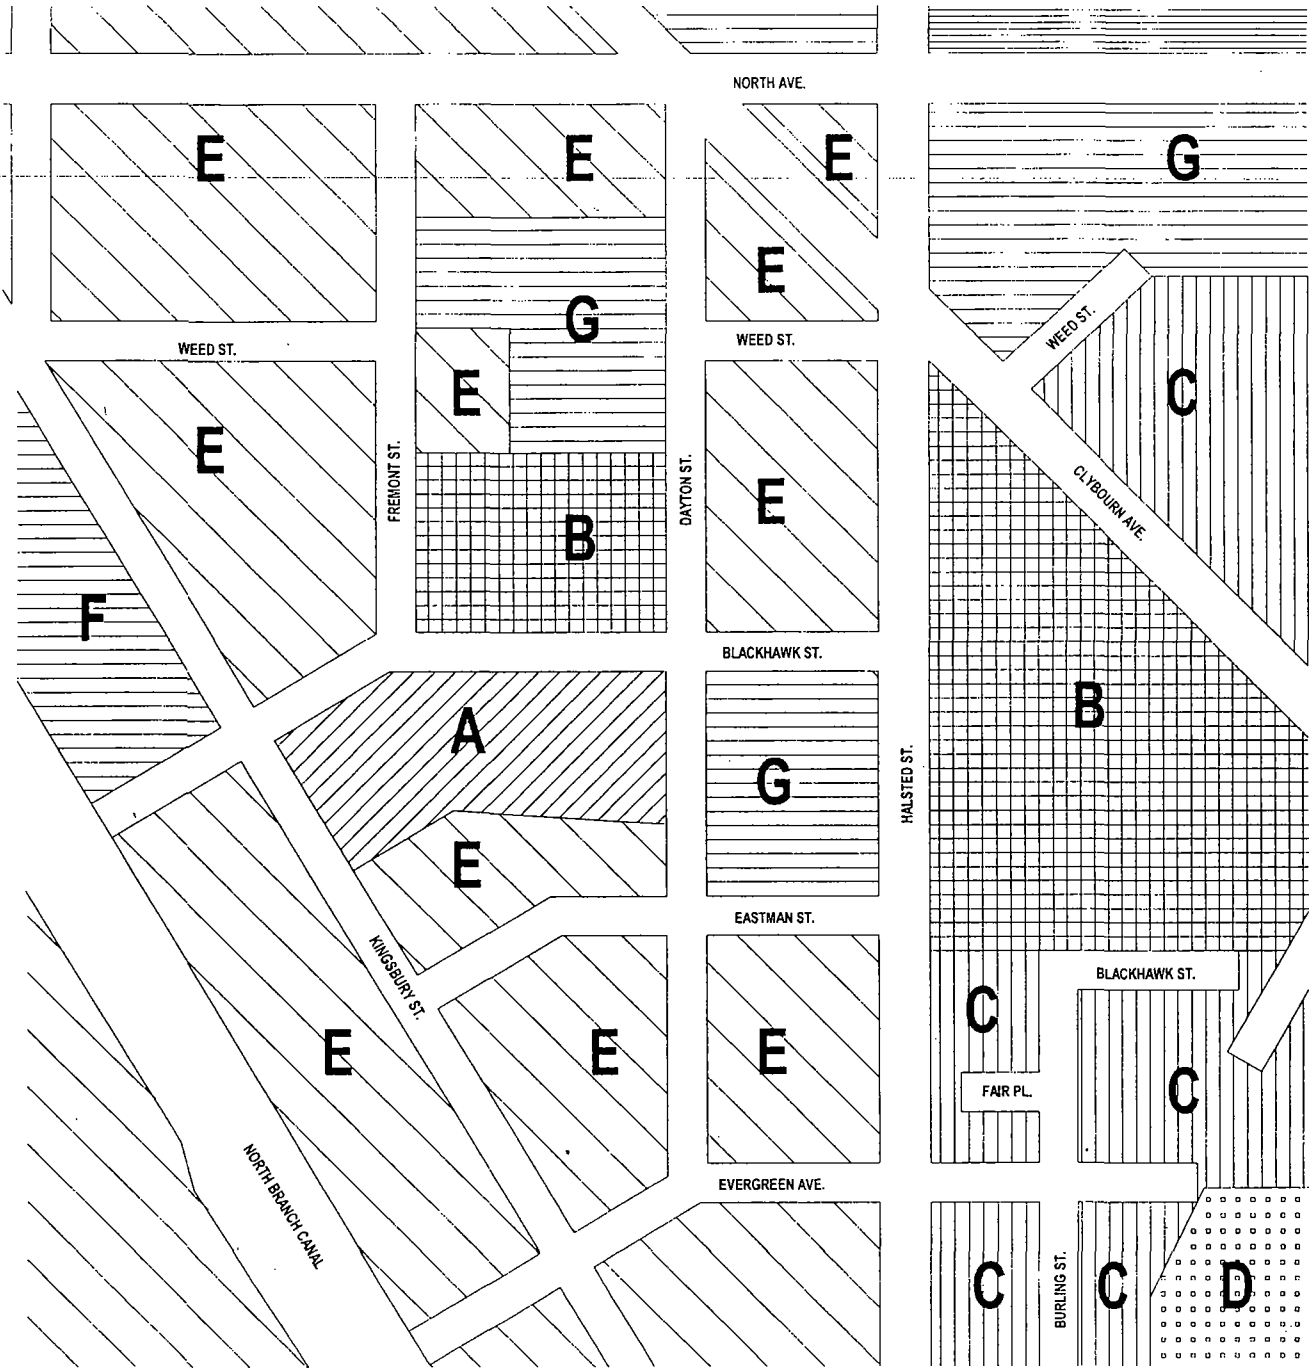 NORTH AVE.
E
E
E
G
E
G
WEED ST.
WEED ST.
WEED ST.
E
C
E
FREMONT ST.
DAYTON ST.
E
CLYBOURN AVE.
B
F
BLACKHAWK ST.
A
B
G
HALSTED ST.
E
EASTMAN ST.
KINGSBURY ST.
BLACKHAWK ST.
C
E
E
E
FAIR PL.
C
NORTH BRANCH CANAL
EVERGREEN AVE.
C
BURLING ST.
C
D